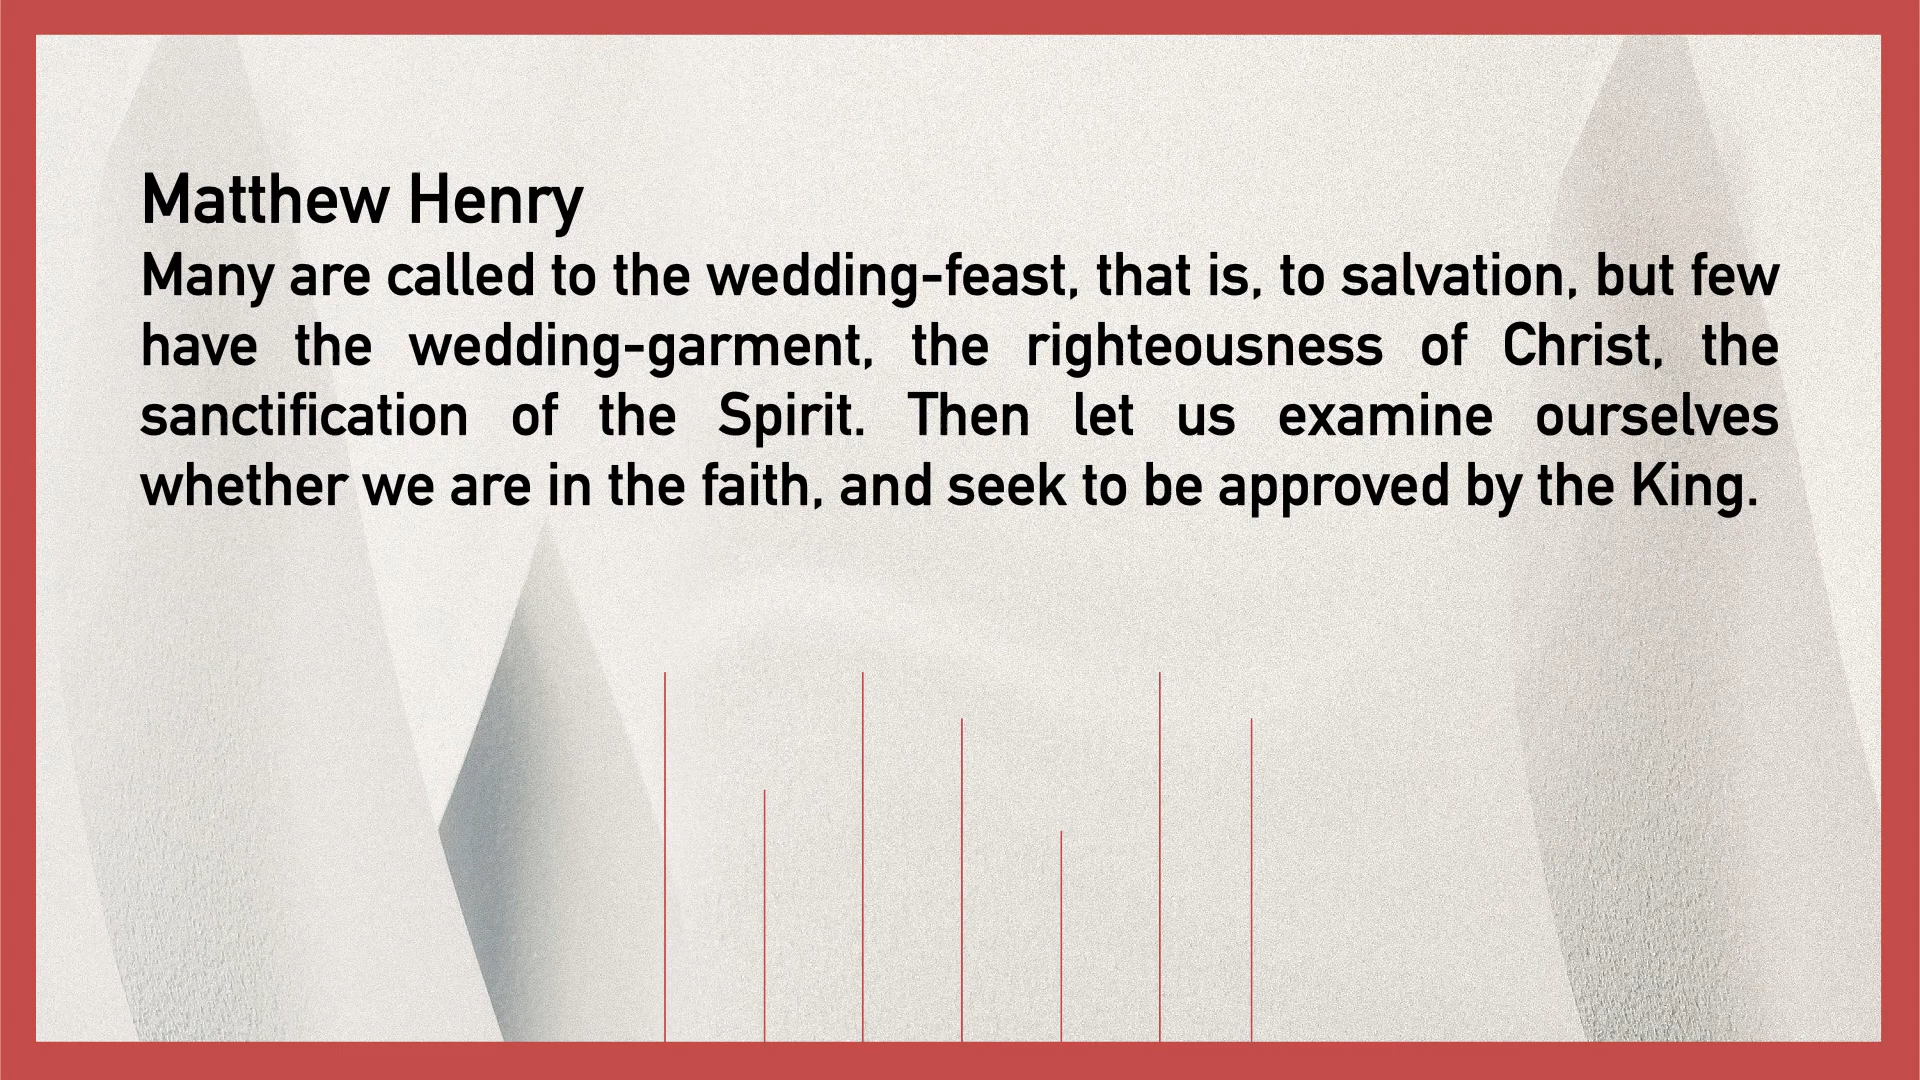 Matthew Henry
Many are called to the wedding-feast, that is, to salvation, but few
have the wedding-garment, the righteousness of Christ, the
sanctification of the Spirit. Then let us examine ourselves
whether we are in the faith, and seek to be approved by the King.